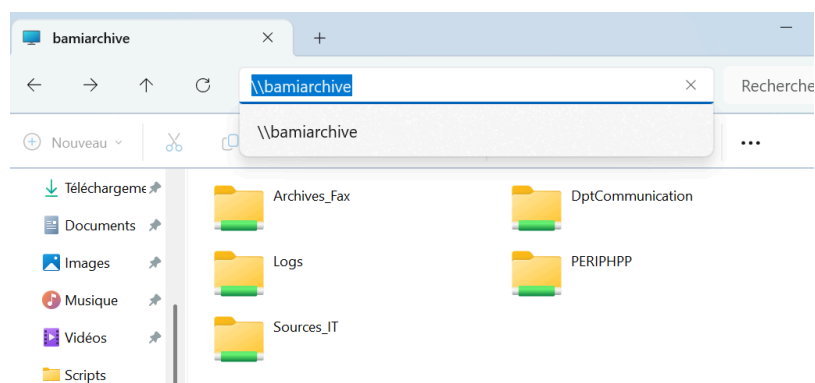 bamiarchive
\\bamiarchive
Recherche
\\bamiarchive
Nouveau
Téléchargeme
Documents
Images
Musique
Vidéos
Scripts
Archives_Fax
DptCommunication
Logs
PERIPHPP
Sources_IT